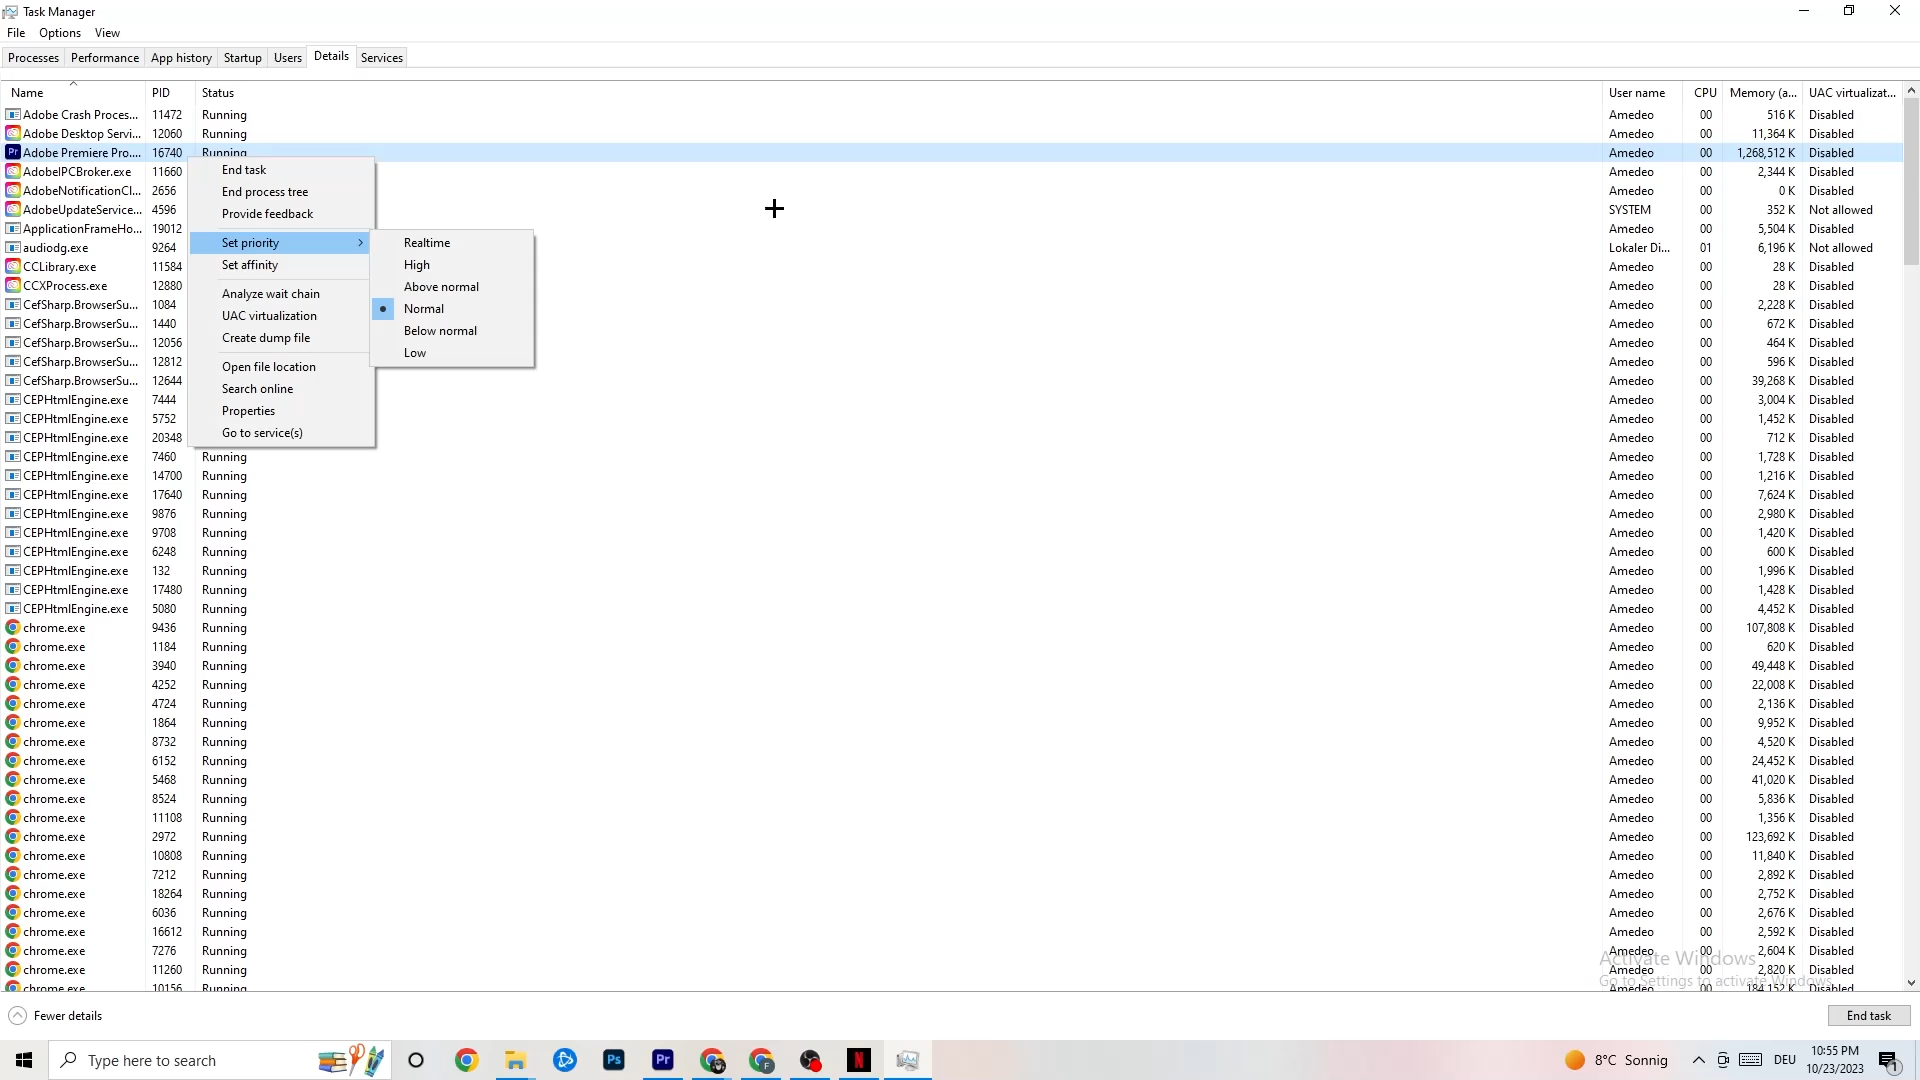 Task Manager
File Options View
Processes Performance App history Startup Users Details Services
Name PID Status User name CPU Memory (a... UAC virtualizat...
Adobe Crash Proces... 11472 Running Amedeo 00 516 K Disabled
Adobe Desktop Servi... 12060 Running Amedeo 00 11,364 K Disabled
Pr Adobe Premiere Pro.... 16740 Running Amedeo 00 1,268,512 K Disabled
AdobeIPCBroker.exe 11660 Amedeo 00 2,344 K Disabled
AdobeNotificationCl... 2656 Amedeo 00 0 K Disabled
AdobeUpdateService... 4596 SYSTEM 00 352 K Not allowed
ApplicationFrameHo... 19012 Amedeo 00 5,504 K Disabled
audiodg.exe 9264 Lokaler Di... 01 6,196 K Not allowed
CCLibrary.exe 11584 Amedeo 00 28 K Disabled
CCXProcess.exe 12880 Amedeo 00 28 K Disabled
CefSharp.BrowserSu... 1084 Amedeo 00 2,228 K Disabled
CefSharp.BrowserSu... 1440 Amedeo 00 672 K Disabled
CefSharp.BrowserSu... 12056 Amedeo 00 464 K Disabled
CefSharp.BrowserSu... 12812 Amedeo 00 596 K Disabled
CefSharp.BrowserSu... 12644 Amedeo 00 39,268 K Disabled
CEPHtmlEngine.exe 7444 Amedeo 00 3,004 K Disabled
CEPHtmlEngine.exe 5752 Amedeo 00 1,452 K Disabled
CEPHtmlEngine.exe 20348 Amedeo 00 712 K Disabled
CEPHtmlEngine.exe 7460 Running Amedeo 00 1,728 K Disabled
CEPHtmlEngine.exe 14700 Running Amedeo 00 1,216 K Disabled
CEPHtmlEngine.exe 17640 Running Amedeo 00 7,624 K Disabled
CEPHtmlEngine.exe 9876 Running Amedeo 00 2,980 K Disabled
CEPHtmlEngine.exe 9708 Running Amedeo 00 1,420 K Disabled
CEPHtmlEngine.exe 6248 Running Amedeo 00 600 K Disabled
CEPHtmlEngine.exe 132 Running Amedeo 00 1,996 K Disabled
CEPHtmlEngine.exe 17480 Running Amedeo 00 1,428 K Disabled
CEPHtmlEngine.exe 5080 Running Amedeo 00 4,452 K Disabled
chrome.exe 9436 Running Amedeo 00 107,808 K Disabled
chrome.exe 1184 Running Amedeo 00 620 K Disabled
chrome.exe 3940 Running Amedeo 00 49,448 K Disabled
chrome.exe 4252 Running Amedeo 00 22,008 K Disabled
chrome.exe 4724 Running Amedeo 00 2,136 K Disabled
chrome.exe 1864 Running Amedeo 00 9,952 K Disabled
chrome.exe 8732 Running Amedeo 00 4,520 K Disabled
chrome.exe 6152 Running Amedeo 00 24,452 K Disabled
chrome.exe 5468 Running Amedeo 00 41,020 K Disabled
chrome.exe 8524 Running Amedeo 00 5,836 K Disabled
chrome.exe 11108 Running Amedeo 00 1,356 K Disabled
chrome.exe 2972 Running Amedeo 00 123,692 K Disabled
chrome.exe 10808 Running Amedeo 00 11,840 K Disabled
chrome.exe 7212 Running Amedeo 00 2,892 K Disabled
chrome.exe 18264 Running Amedeo 00 2,752 K Disabled
chrome.exe 6036 Running Amedeo 00 2,676 K Disabled
chrome.exe 16612 Running Amedeo 00 2,592 K Disabled
chrome.exe 7276 Running Amedeo 00 2,604 K Disabled
chrome.exe 11260 Running Amedeo 00 2,820 K Disabled
chrome.exe 10156 Running Amedeo 00 184,152 K Disabled
End task
End process tree
Provide feedback
Set priority
Set affinity
Analyze wait chain
UAC virtualization
Create dump file
Open file location
Search online
Properties
Go to service(s)
Realtime
High
Above normal
Normal
Below normal
Low
Activate Windows
Go to Settings to activate Windows.
Fewer details End task
Type here to search Ps Pr F N 8°C Sonnig DEU 10:55 PM
10/23/2023 1